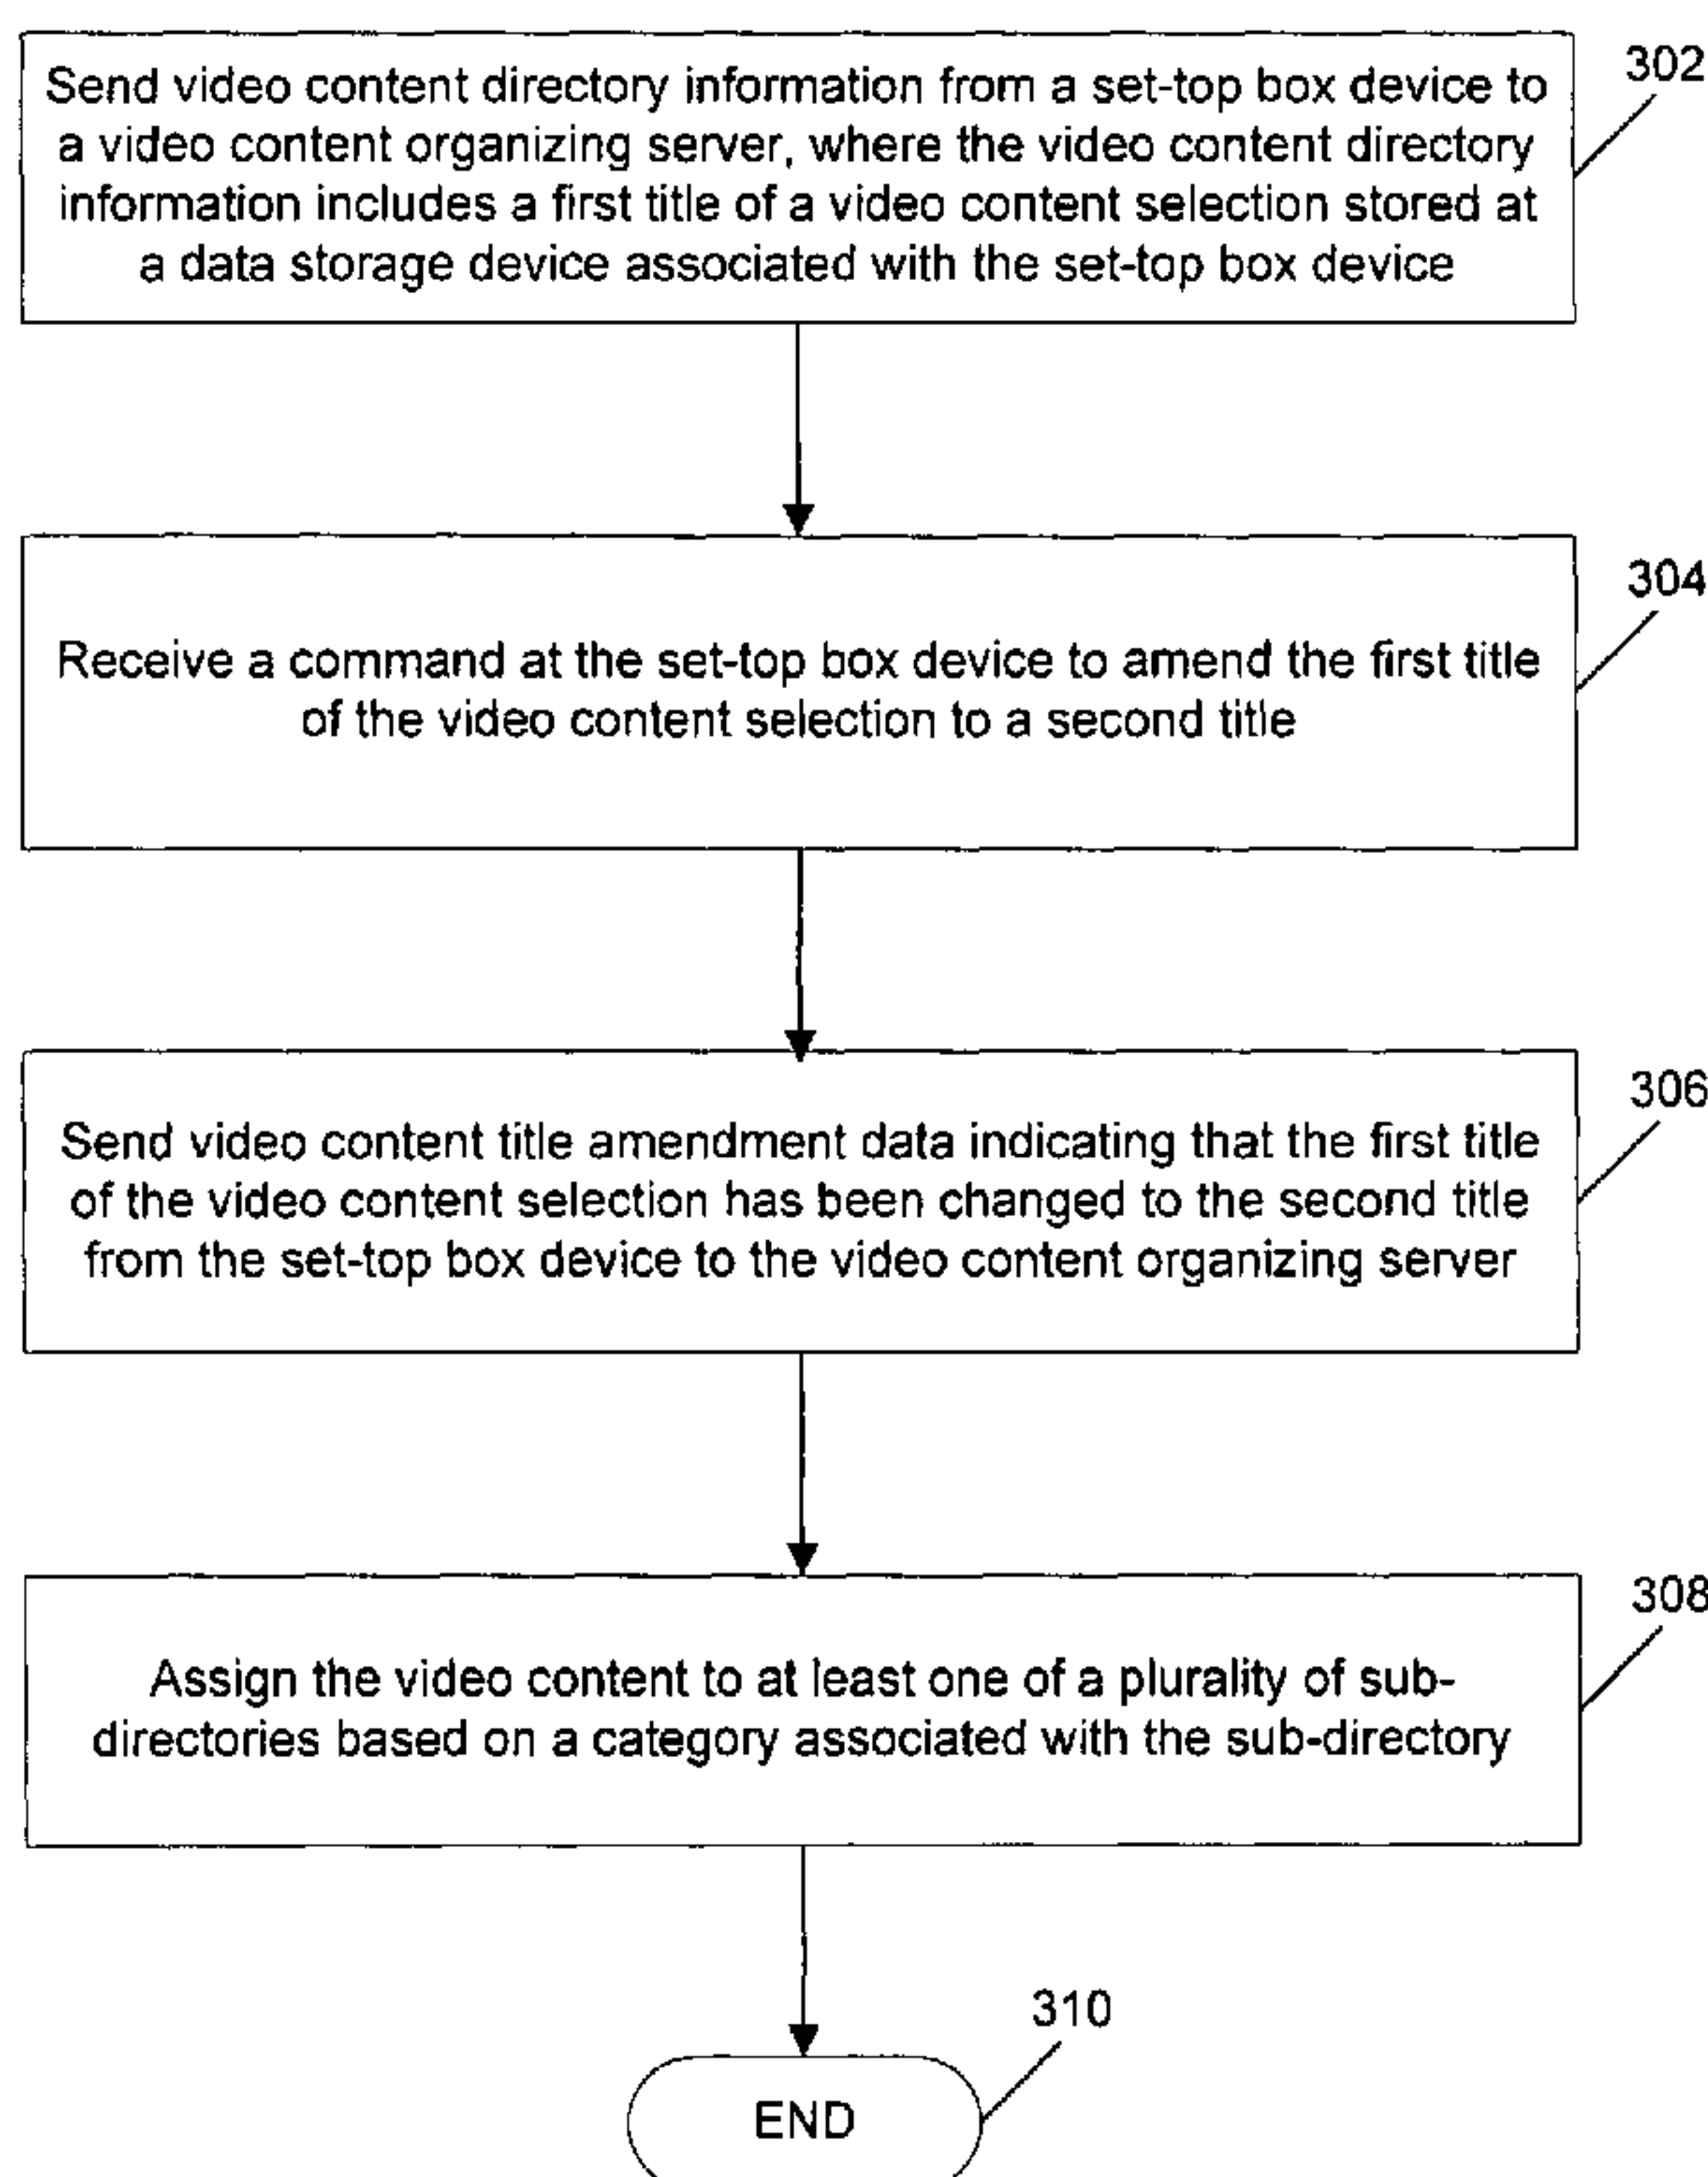 302
Send video content directory information from a set-top box device to
a video content organizing server, where the video content directory
information includes a first title of a video content selection stored at
a data storage device associated with the set-top box device
304
Receive a command at the set-top box device to amend the first title
of the video content selection to a second title
306
Send video content title amendment data indicating that the first title
of the video content selection has been changed to the second title
from the set-top box device to the video content organizing server
308
Assign the video content to at least one of a plurality of sub-
directories based on a category associated with the sub-directory
310
END